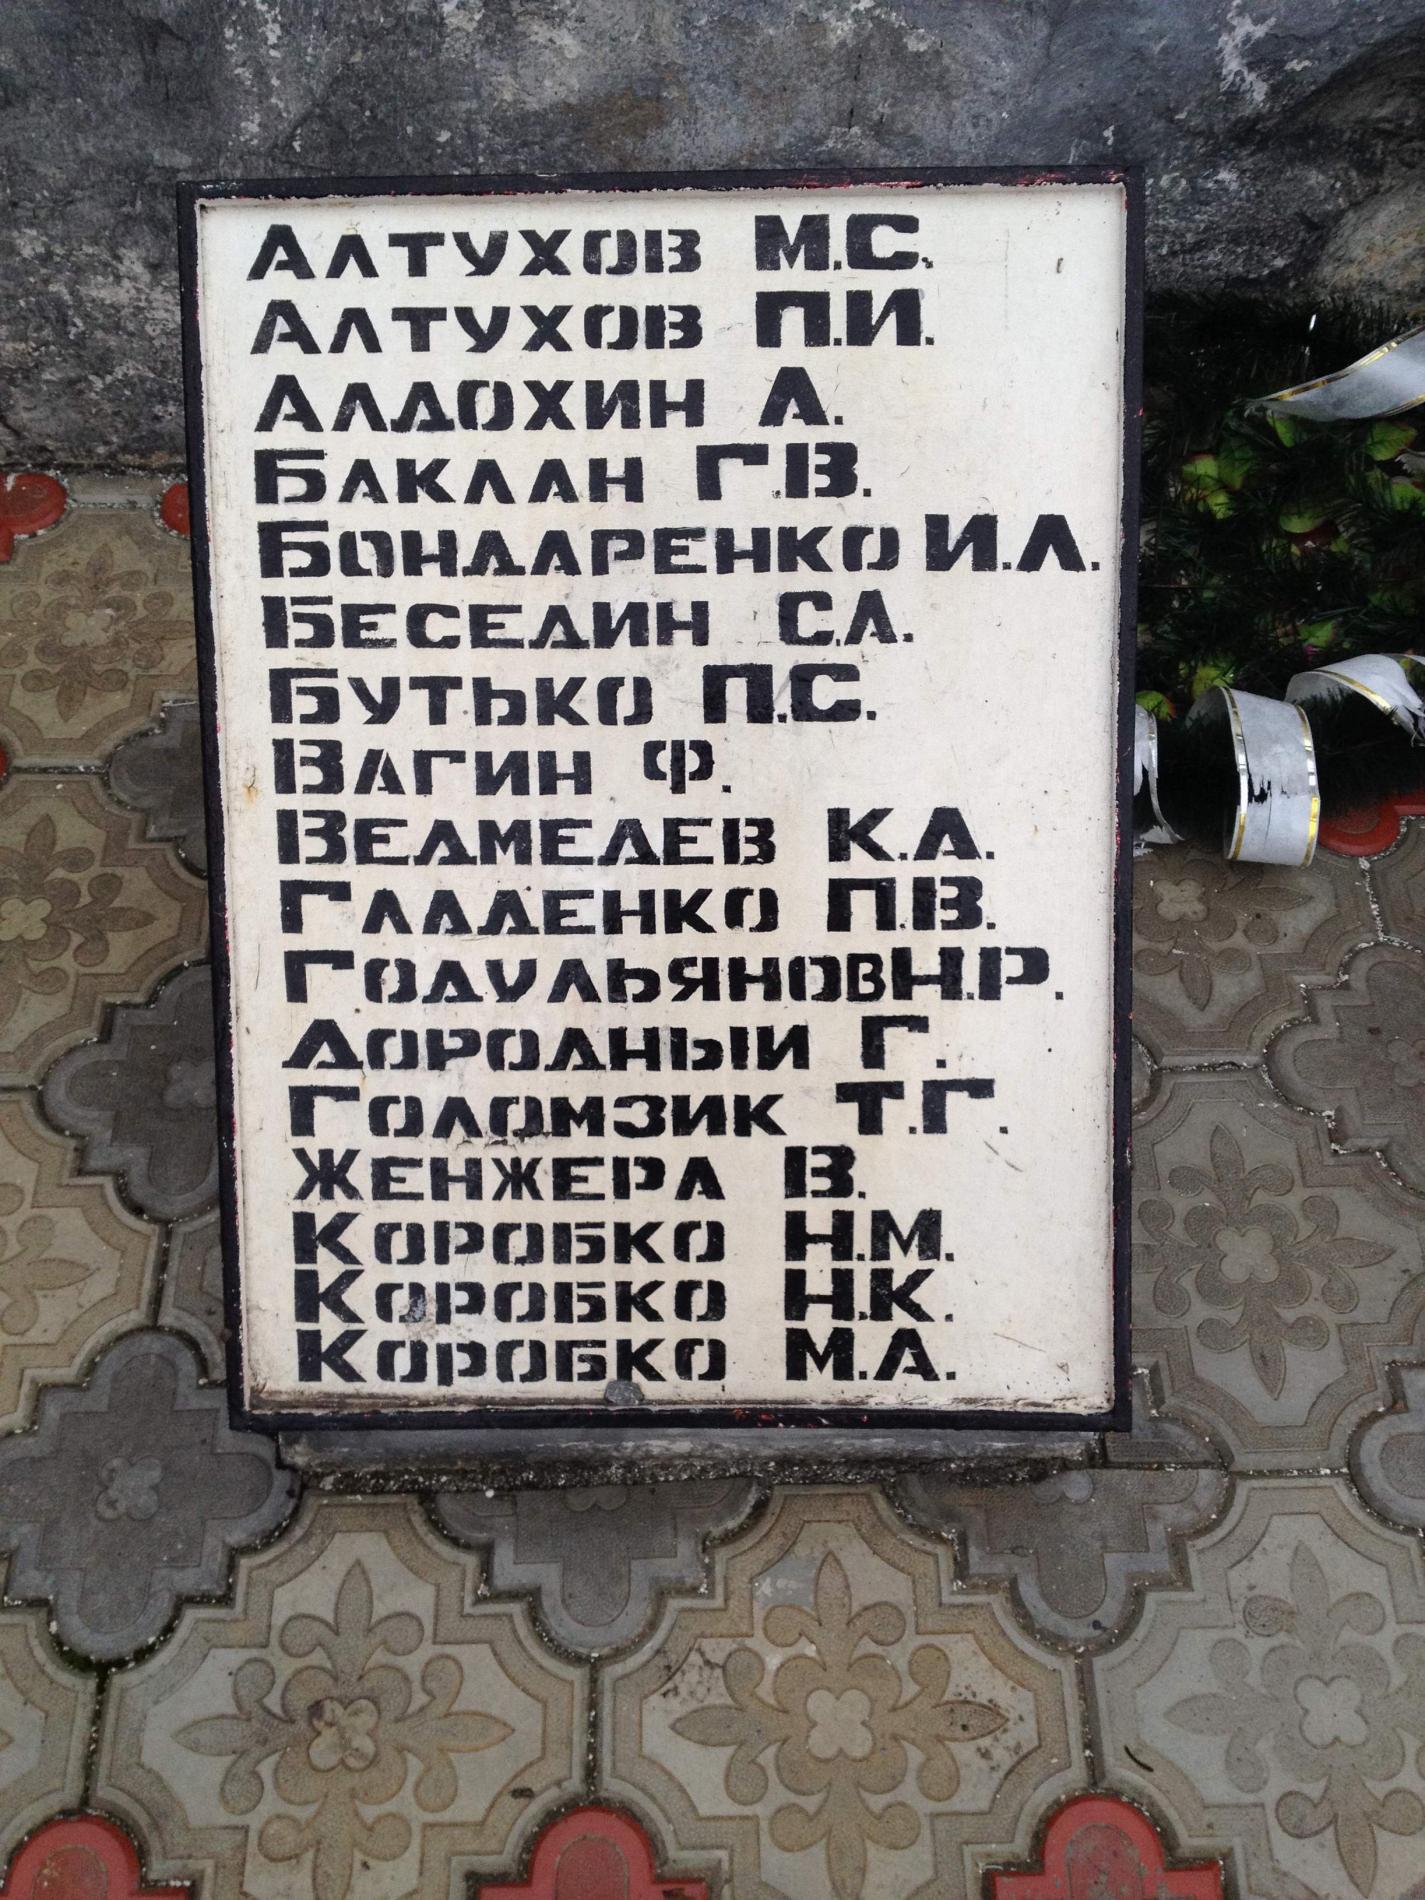 АЛТУХОВ М.С.
АЛТУХОВ П.И.
АЛДОХИН А.
БАКЛАН Г.В.
БОНДАРЕНКО И.Л.
БЕСЕДИН С.А.
БУТЬКО П.С.
ВАГИН Ф.
ВЕДМЕДЕВ К.А.
ГЛАДЕНКО П.В.
ГОДУЛЬЯНОВ Н.Р.
ДОРОДНЫЙ Г.
ГОЛОМЗИК Т.Г.
ЖЕНЖЕРА В.
КОРОБКО Н.М.
КОРОБКО Н.К.
КОРОБКО М.А.